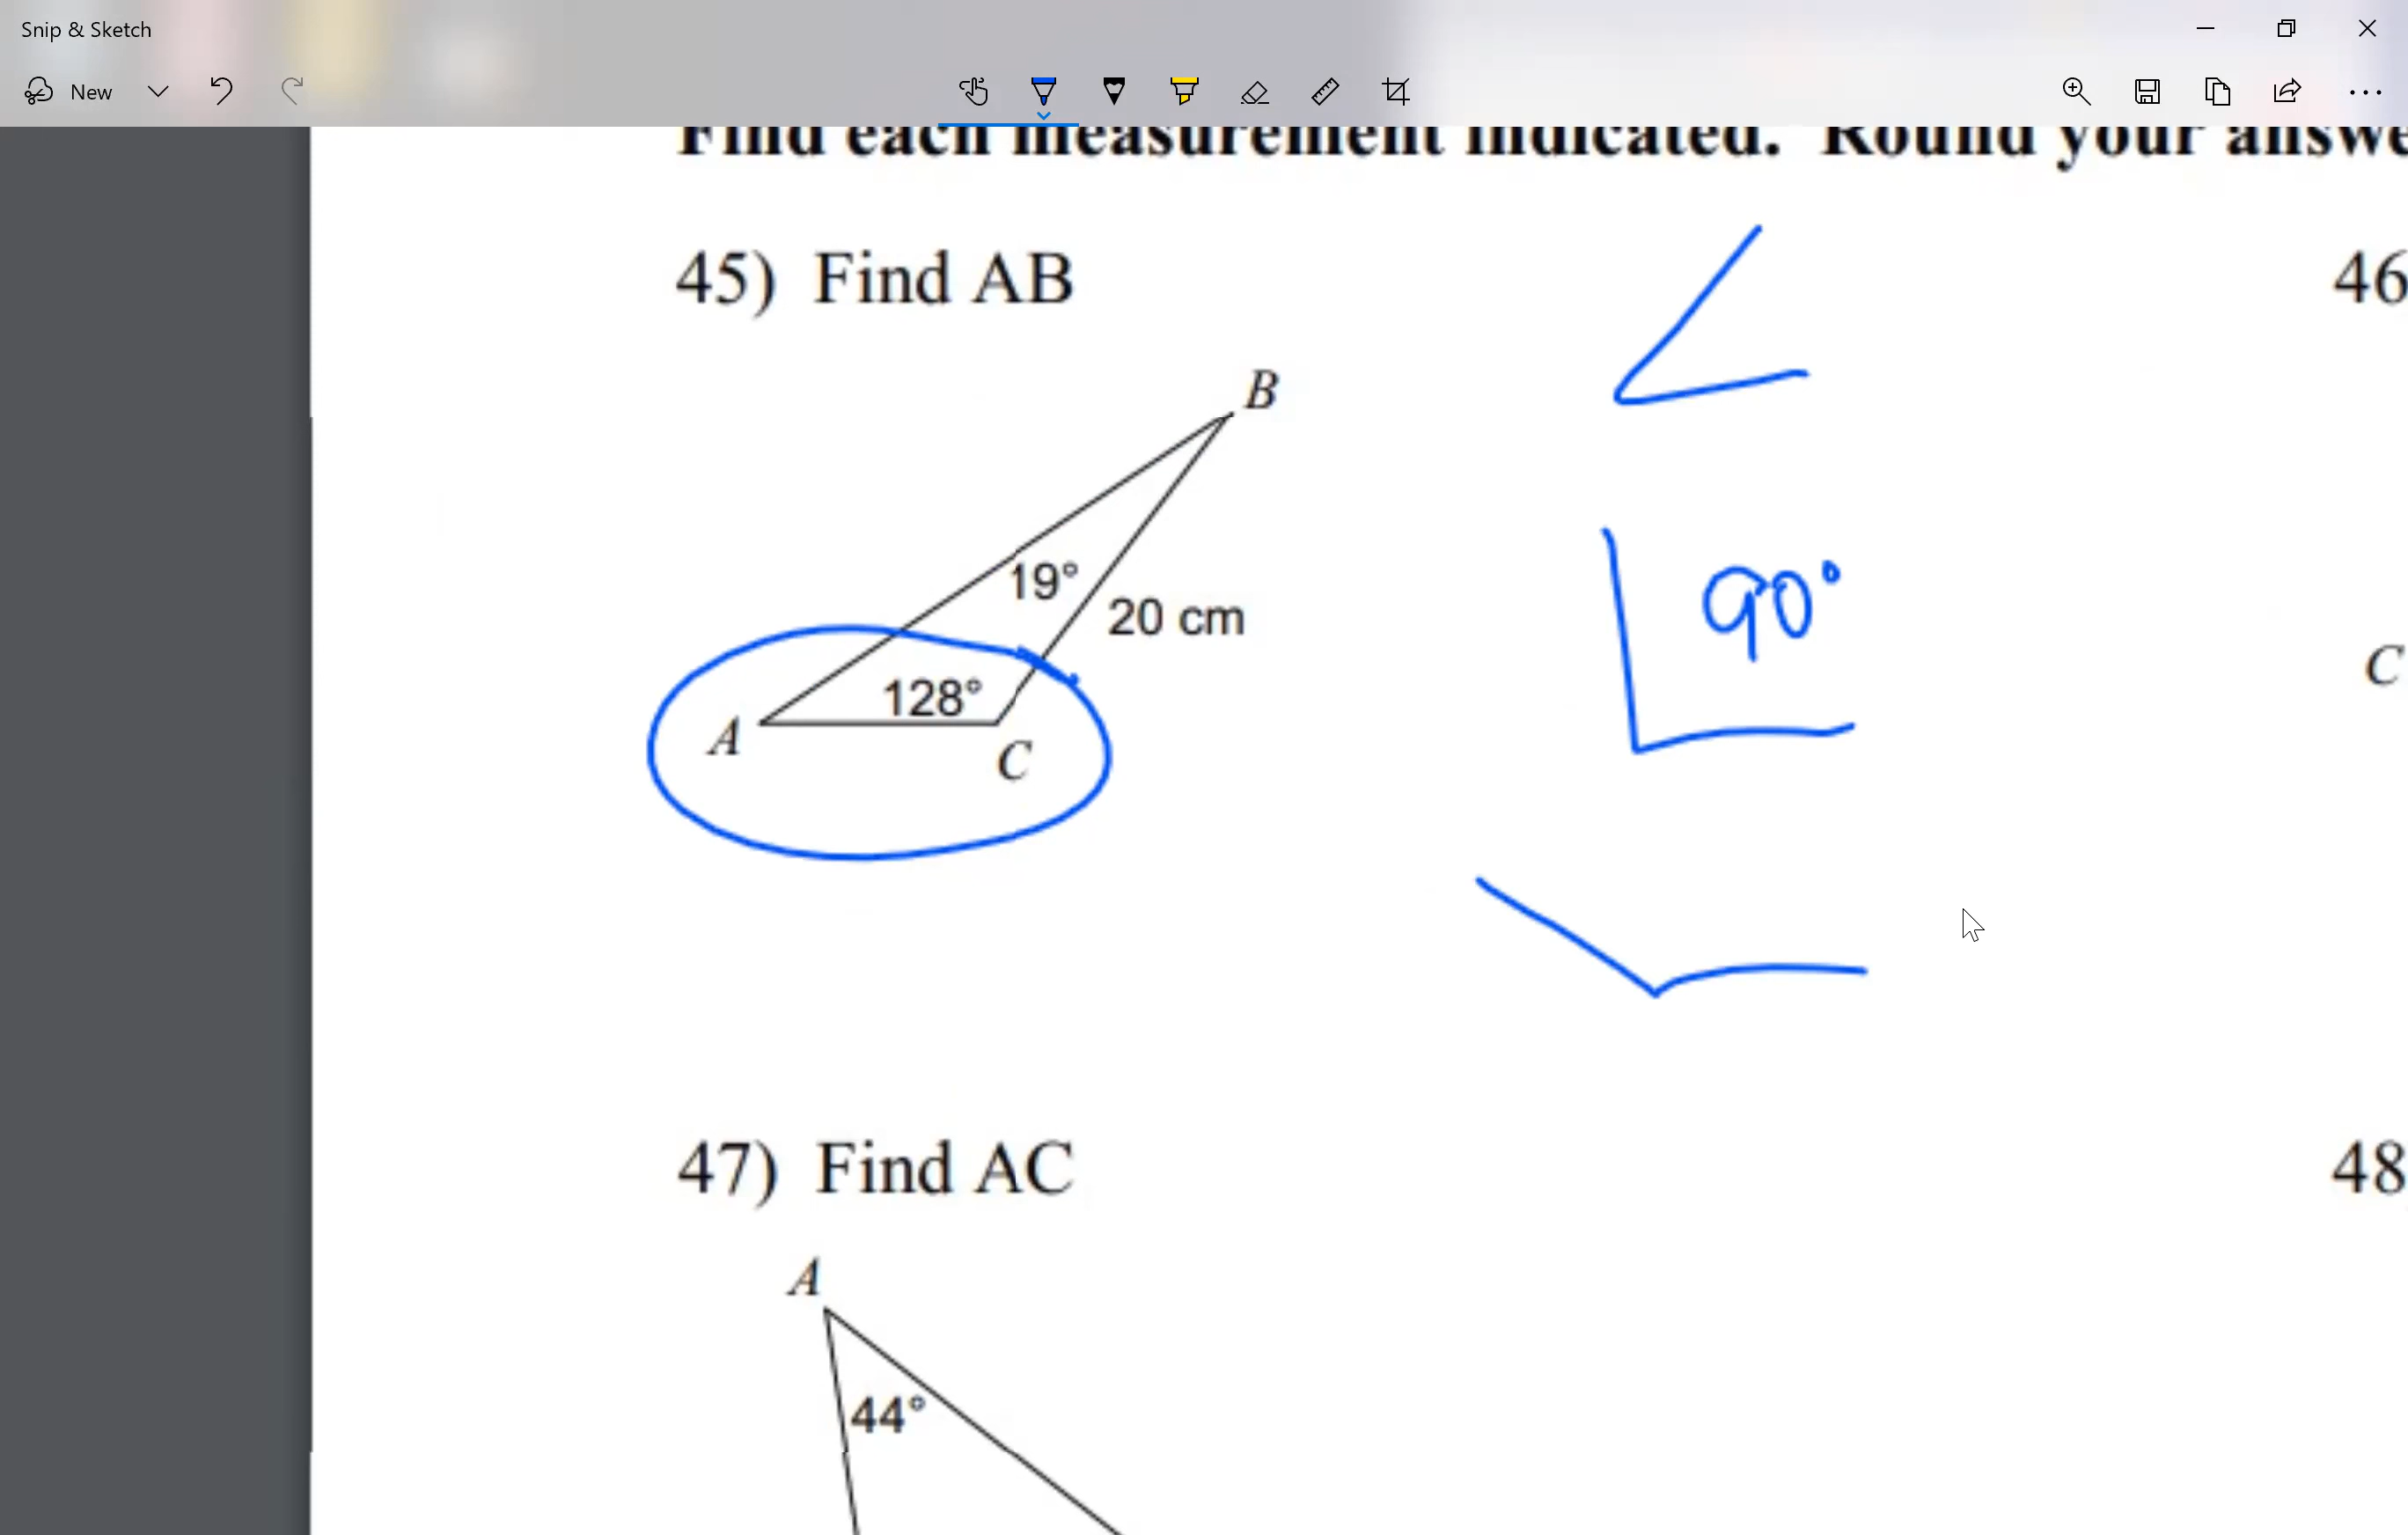 Snip & Sketch
New
Find each measurement indicated. Round your answe
45) Find AB
46
B
19°
20 cm
90°
128°
A
C
C
47) Find AC
48
A
44°